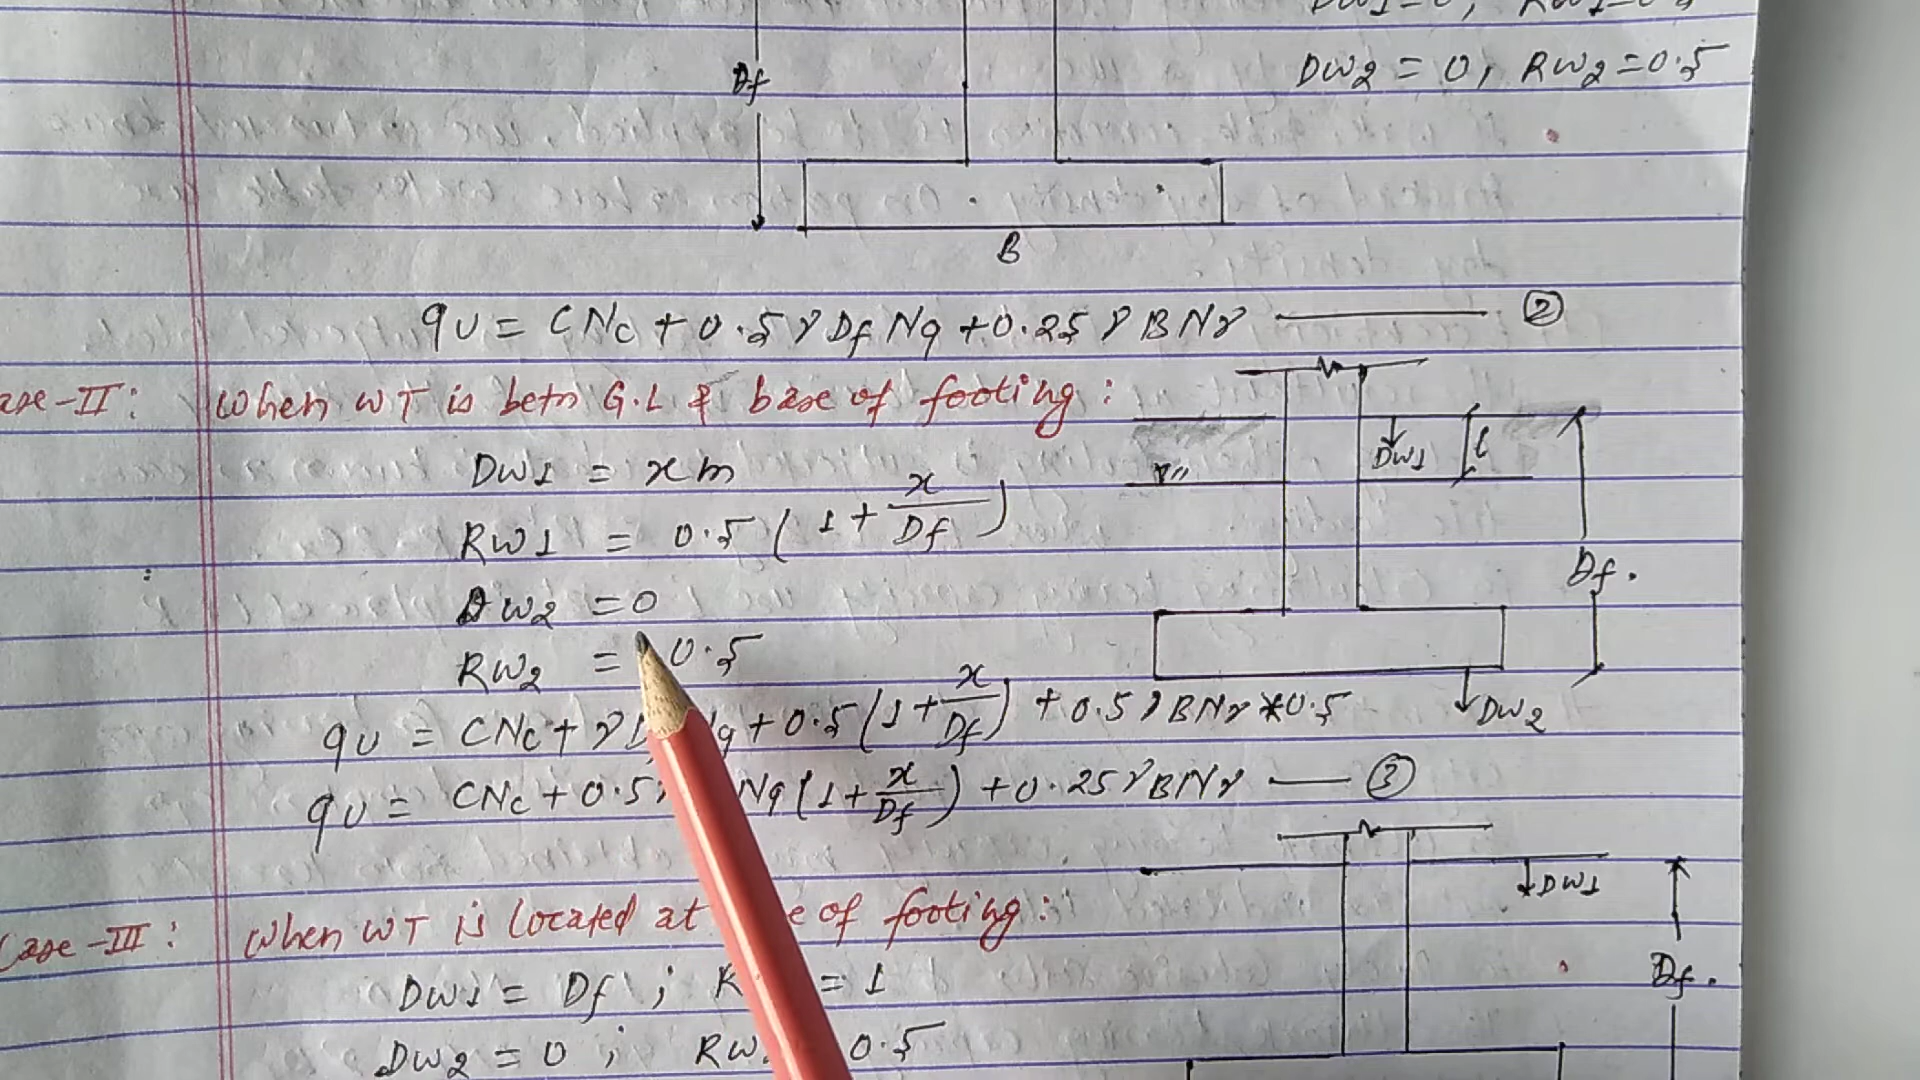 DW2 = 0, RW2 = 0.5
Df
B
qu = CNc + 0.5 γ Df Nq + 0.25 γ B Nγ ——— ②
ase-II: When WT is betn G.L & base of footing:
DW1 = x m
RW1 = 0.5 ( 1 + x/Df )
DW2 = 0
RW2 = 0.5
qu = CNc + γ D q + 0.5 ( 1 + x/Df ) + 0.5 γ B Nγ * 0.5
qu = CNc + 0.5 Nq ( 1 + x/Df ) + 0.25 γ B Nγ —— ③
DW1
Df.
DW2
Case-III: When WT is located at e of footing:
DW1 = Df ; R = 1
DW2 = 0 ; RW 0.5
DW1
Df.